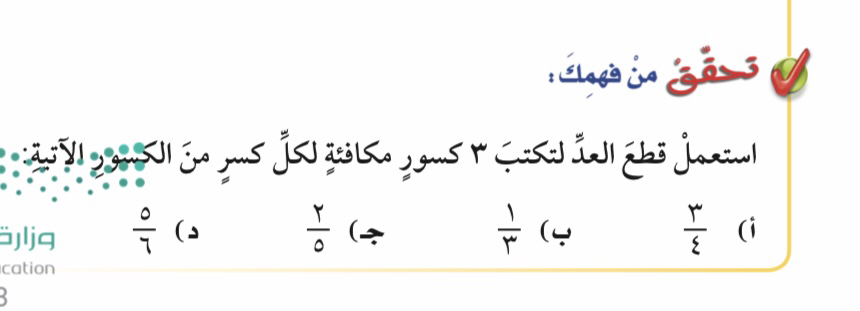 تحقّقْ منْ فهمِكَ:
استعملْ قطعَ العدِّ لتكتبَ ٣ كسورٍ مكافئةٍ لكلِّ كسرٍ منَ الكسورِ الآتيةِ:
أ) ٣/٤ ب) ١/٣ جـ) ٢/٥ د) ٥/٦
وزارة
cation